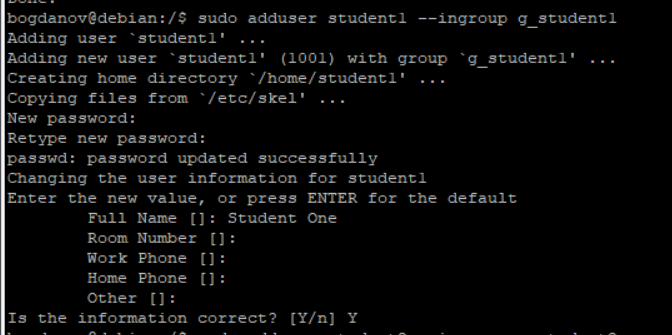 bogdanov@debian:/$ sudo adduser student1 --ingroup g_student1
Adding user `student1' ...
Adding new user `student1' (1001) with group `g_student1' ...
Creating home directory `/home/student1' ...
Copying files from `/etc/skel' ...
New password:
Retype new password:
passwd: password updated successfully
Changing the user information for student1
Enter the new value, or press ENTER for the default
Full Name []: Student One
Room Number []:
Work Phone []:
Home Phone []:
Other []:
Is the information correct? [Y/n] Y